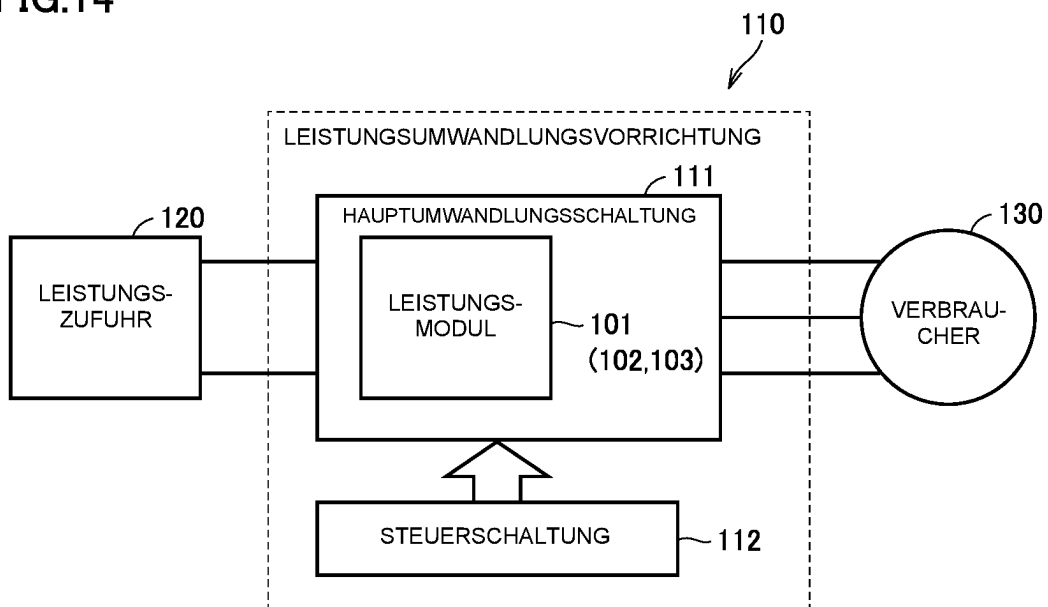 FIG.14
110
LEISTUNGSUMWANDLUNGSVORRICHTUNG
111
HAUPTUMWANDLUNGSSCHALTUNG
120
130
LEISTUNGS-
ZUFUHR
LEISTUNGS-
MODUL
101
(102,103)
VERBRAU-
CHER
STEUERSCHALTUNG
112